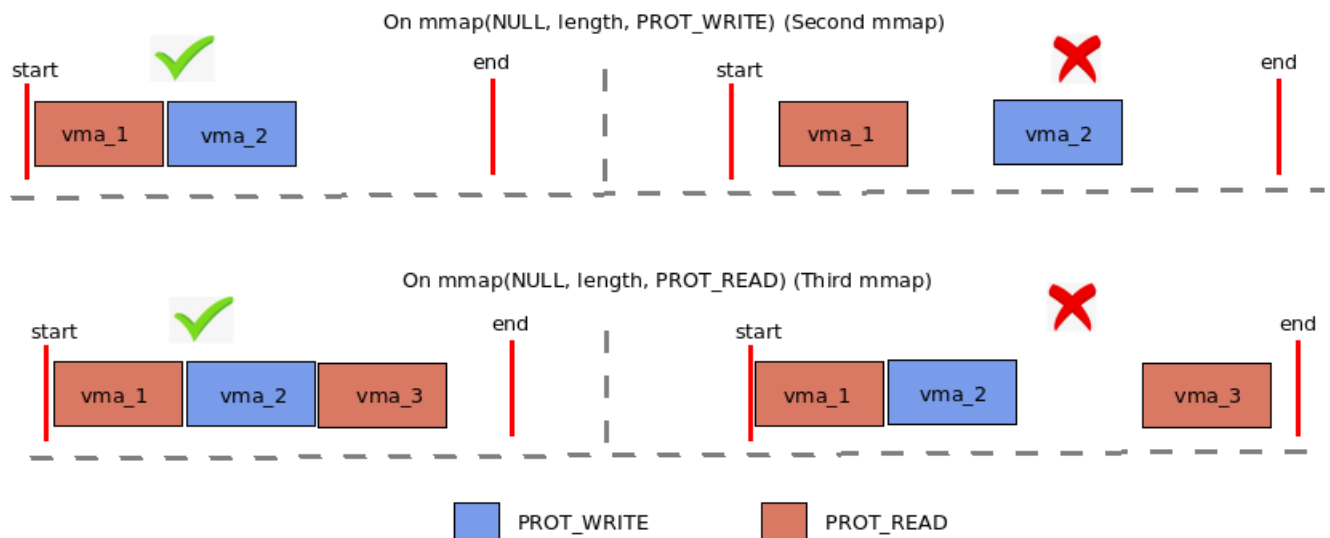 On mmap(NULL, length, PROT_WRITE) (Second mmap)
start
end
start
end
vma_1
vma_2
vma_1
vma_2
On mmap(NULL, length, PROT_READ) (Third mmap)
start
end
start
end
vma_1
vma_2
vma_3
vma_1
vma_2
vma_3
PROT_WRITE
PROT_READ